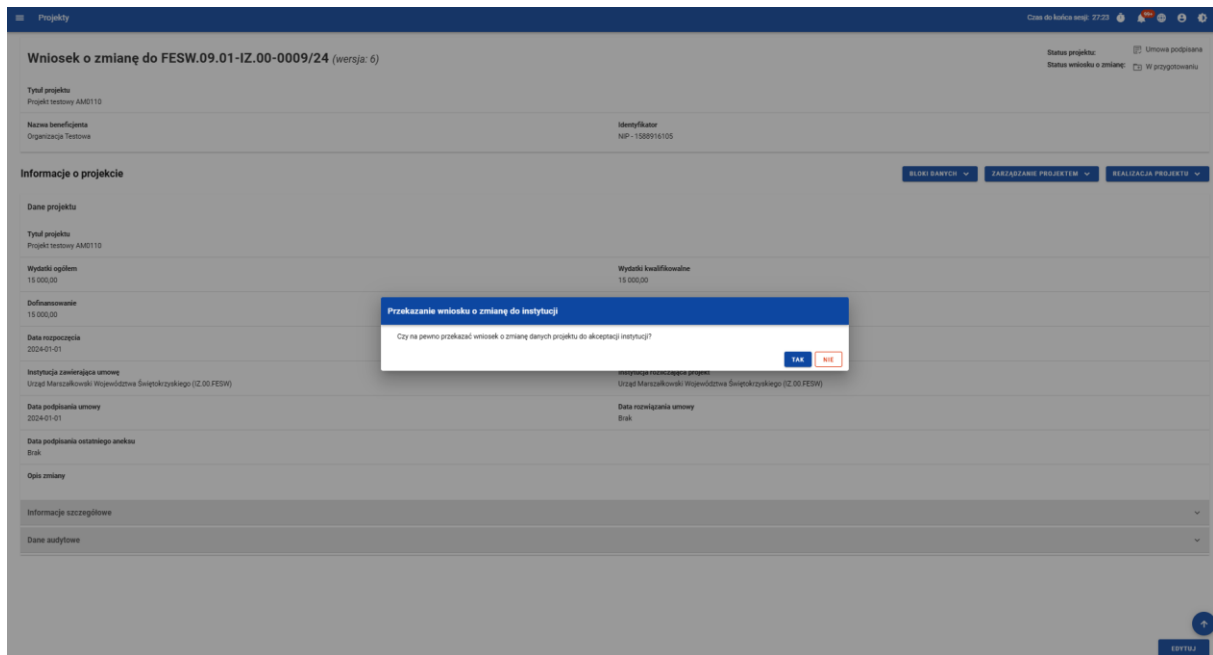 Projekty
Czas do końca sesji: 27:23
99+
Wniosek o zmianę do FESW.09.01-IZ.00-0009/24 (wersja: 6)
Status projektu: Umowa podpisana
Status wniosku o zmianę: W przygotowaniu
Tytuł projektu
Projekt testowy AM0110
Nazwa beneficjenta
Organizacja Testowa
Identyfikator
NIP - 1588916105
Informacje o projekcie
BLOKI DANYCH
ZARZĄDZANIE PROJEKTEM
REALIZACJA PROJEKTU
Dane projektu
Tytuł projektu
Projekt testowy AM0110
Wydatki ogółem
15 000,00
Wydatki kwalifikowalne
15 000,00
Dofinansowanie
15 000,00
Przekazanie wniosku o zmianę do instytucji
Czy na pewno przekazać wniosek o zmianę danych projektu do akceptacji instytucji?
TAK
NIE
Data rozpoczęcia
2024-01-01
Instytucja zawierająca umowę
Urząd Marszałkowski Województwa Świętokrzyskiego (IZ.00.FESW)
Instytucja rozliczająca projekt
Urząd Marszałkowski Województwa Świętokrzyskiego (IZ.00.FESW)
Data podpisania umowy
2024-01-01
Data rozwiązania umowy
Brak
Data podpisania ostatniego aneksu
Brak
Opis zmiany
Informacje szczegółowe
Dane audytowe
EDYTUJ